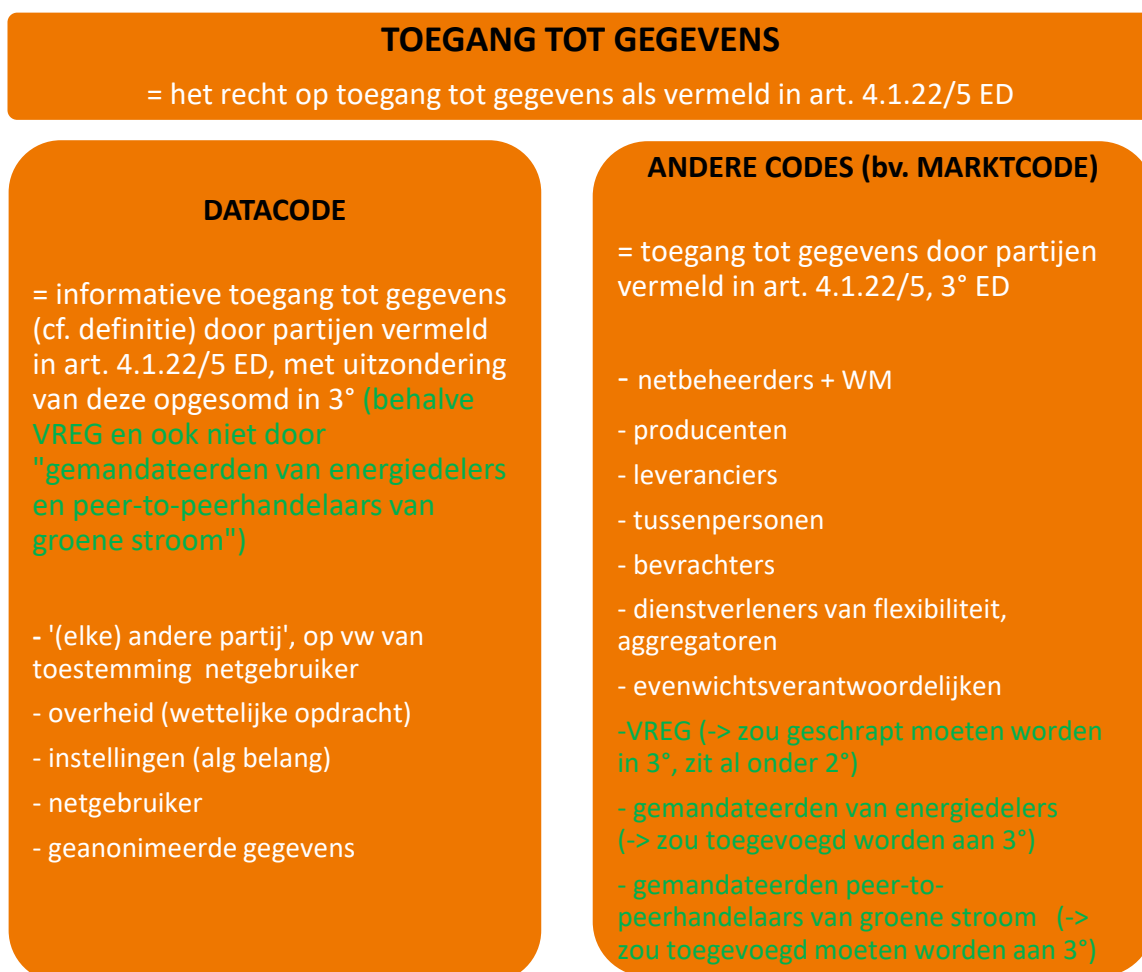 TOEGANG TOT GEGEVENS
= het recht op toegang tot gegevens als vermeld in art. 4.1.22/5 ED
DATACODE
= informatieve toegang tot gegevens
(cf. definitie) door partijen vermeld
in art. 4.1.22/5 ED, met uitzondering
van deze opgesomd in 3° (behalve
VREG en ook niet door
"gemandateerden van energiedelers
en peer-to-peerhandelaars van
groene stroom")
- '(elke) andere partij', op vw van
toestemming netgebruiker
- overheid (wettelijke opdracht)
- instellingen (alg belang)
- netgebruiker
- geanonimeerde gegevens
ANDERE CODES (bv. MARKTCODE)
= toegang tot gegevens door partijen
vermeld in art. 4.1.22/5, 3° ED
- netbeheerders + WM
- producenten
- leveranciers
- tussenpersonen
- bevrachters
- dienstverleners van flexibiliteit,
aggregatoren
- evenwichtsverantwoordelijken
-VREG (-> zou geschrapt moeten worden
in 3°, zit al onder 2°)
- gemandateerden van energiedelers
(-> zou toegevoegd worden aan 3°)
- gemandateerden peer-to-
peerhandelaars van groene stroom (->
zou toegevoegd moeten worden aan 3°)